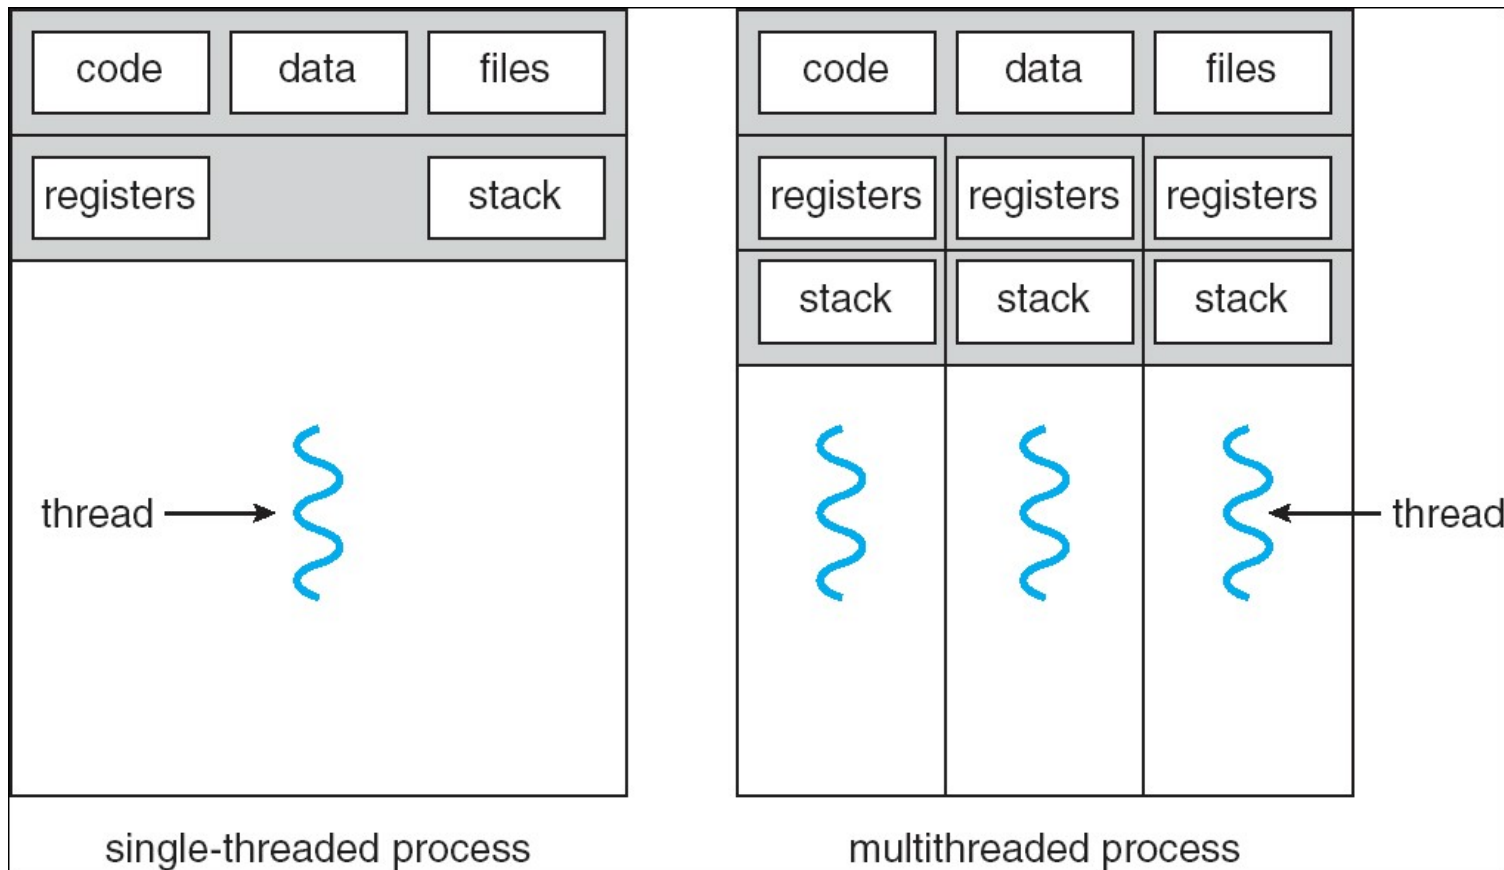 code data files
registers stack
thread
single-threaded process
code data files
registers registers registers
stack stack stack
thread
multithreaded process